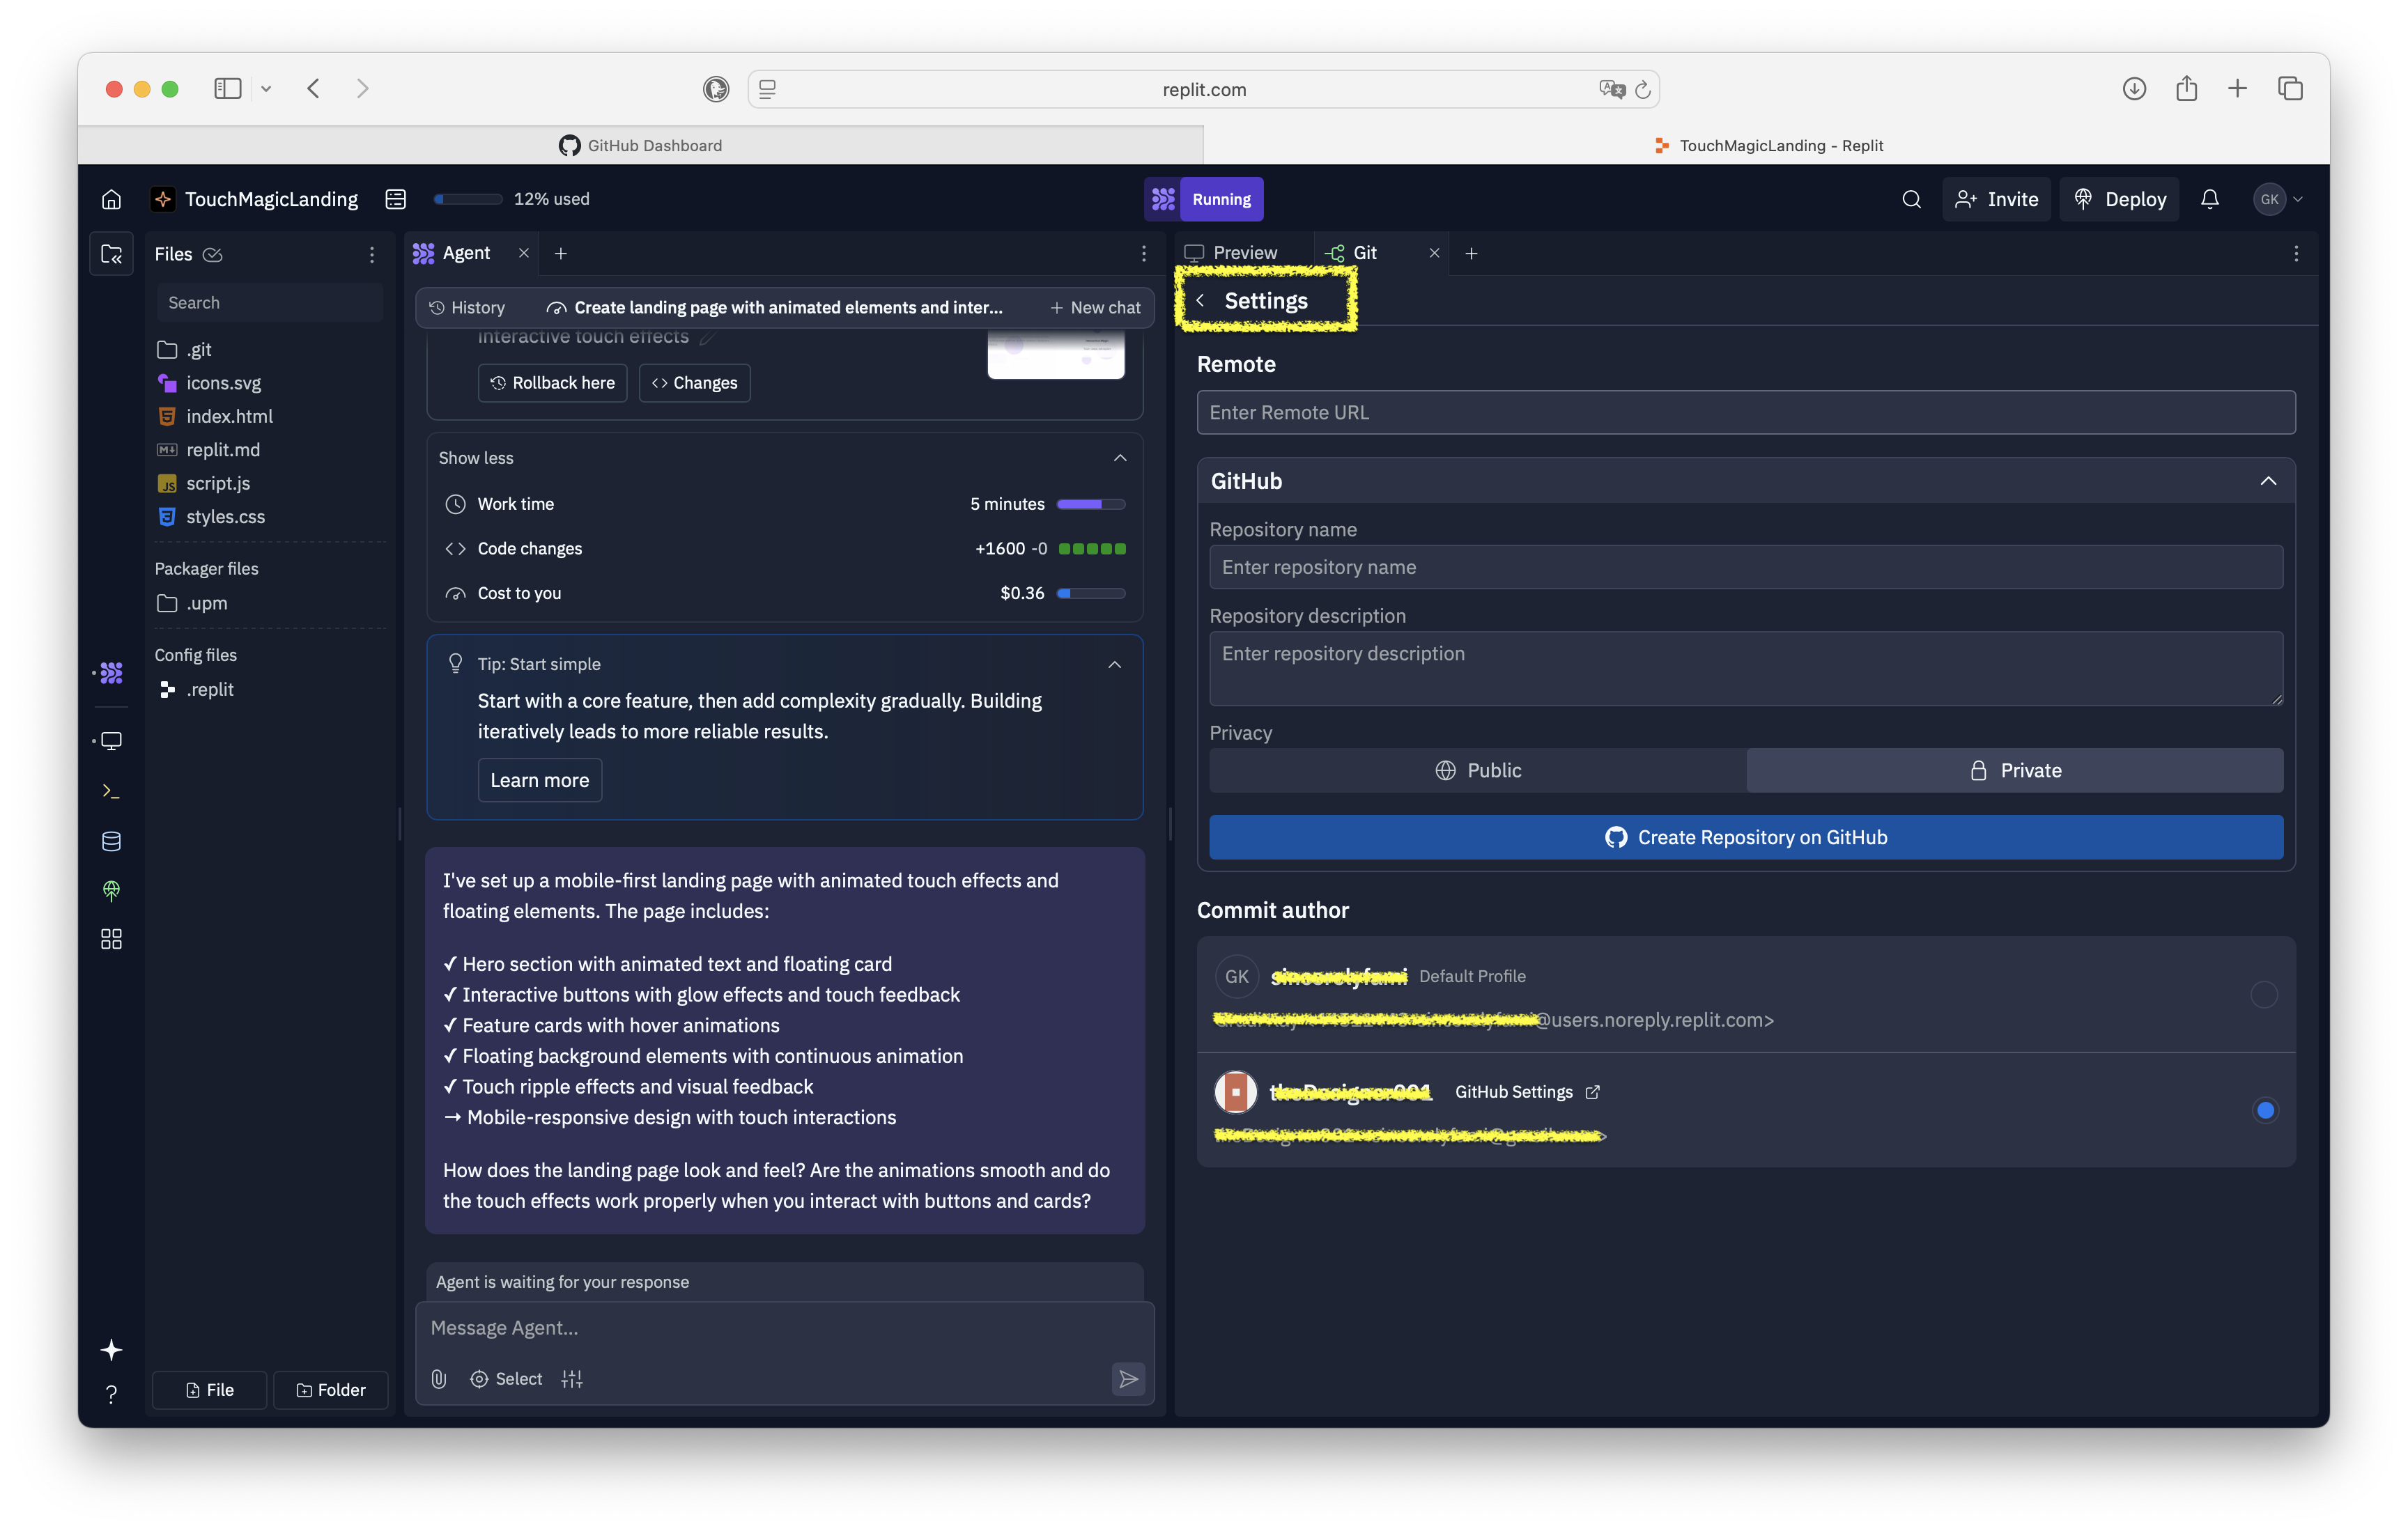 replit.com
GitHub Dashboard
TouchMagicLanding - Replit
TouchMagicLanding
12% used
Running
Invite
Deploy
GK
Files
Search
.git
icons.svg
index.html
replit.md
script.js
styles.css
Packager files
.upm
Config files
.replit
File
Folder
Agent
History
Create landing page with animated elements and inter...
New chat
interactive touch effects
Rollback here
Changes
Show less
Work time
5 minutes
Code changes
+1600 -0
Cost to you
$0.36
Tip: Start simple
Start with a core feature, then add complexity gradually. Building
iteratively leads to more reliable results.
Learn more
I've set up a mobile-first landing page with animated touch effects and
floating elements. The page includes:
✓ Hero section with animated text and floating card
✓ Interactive buttons with glow effects and touch feedback
✓ Feature cards with hover animations
✓ Floating background elements with continuous animation
✓ Touch ripple effects and visual feedback
→ Mobile-responsive design with touch interactions
How does the landing page look and feel? Are the animations smooth and do
the touch effects work properly when you interact with buttons and cards?
Agent is waiting for your response
Message Agent...
Select
Preview
Git
Settings
Remote
Enter Remote URL
GitHub
Repository name
Enter repository name
Repository description
Enter repository description
Privacy
Public
Private
Create Repository on GitHub
Commit author
GK
Default Profile
@users.noreply.replit.com>
GitHub Settings